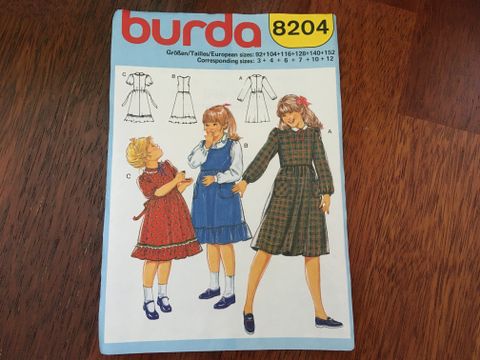 burda 8204
Größen/Tailles/European sizes: 92+104+116+128+140+152
Corresponding sizes: 3 + 4 + 6 + 7 + 10 + 12
C B A
A
B
C